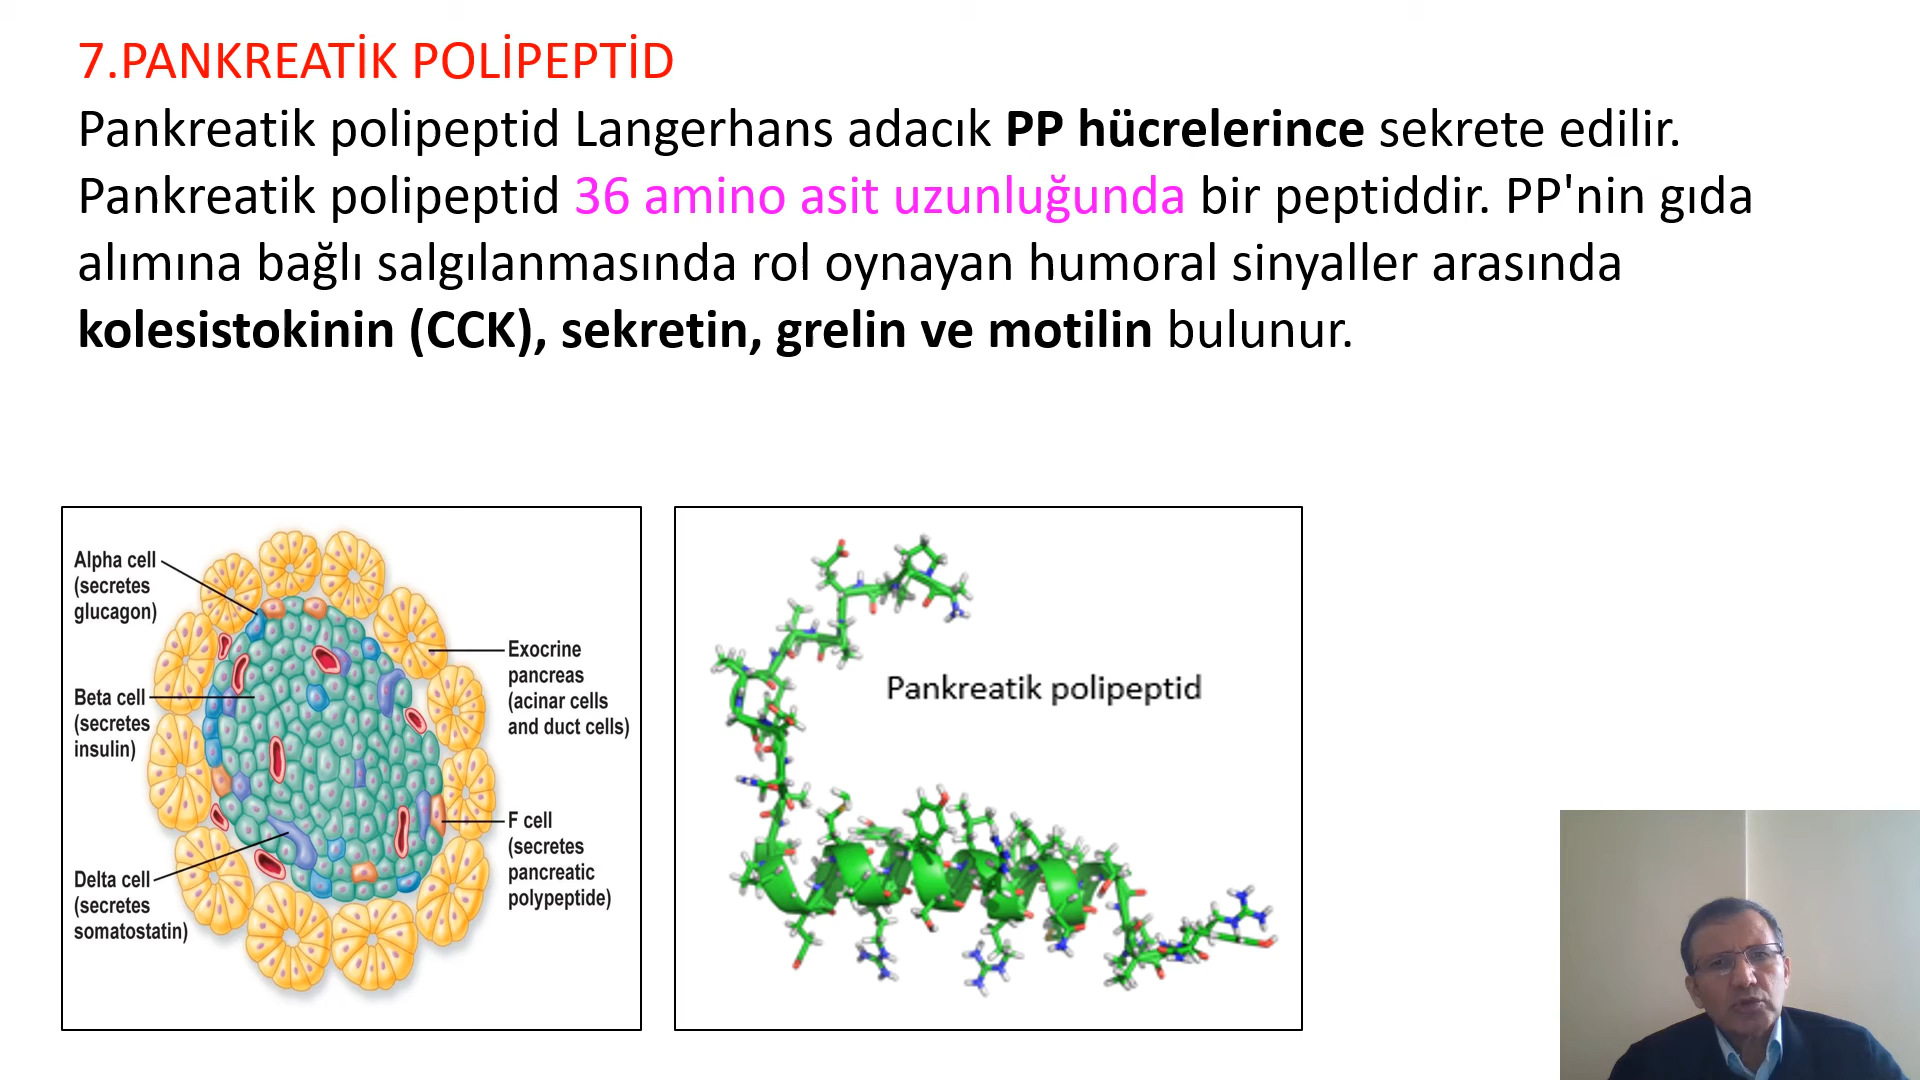 7.PANKREATİK POLİPEPTİD
Pankreatik polipeptid Langerhans adacık PP hücrelerince sekrete edilir.
Pankreatik polipeptid 36 amino asit uzunluğunda bir peptiddir. PP'nin gıda
alımına bağlı salgılanmasında rol oynayan humoral sinyaller arasında
kolesistokinin (CCK), sekretin, grelin ve motilin bulunur.
Alpha cell
(secretes
glucagon)
Beta cell
(secretes
insulin)
Delta cell
(secretes
somatostatin)
Exocrine
pancreas
(acinar cells
and duct cells)
F cell
(secretes
pancreatic
polypeptide)
Pankreatik polipeptid